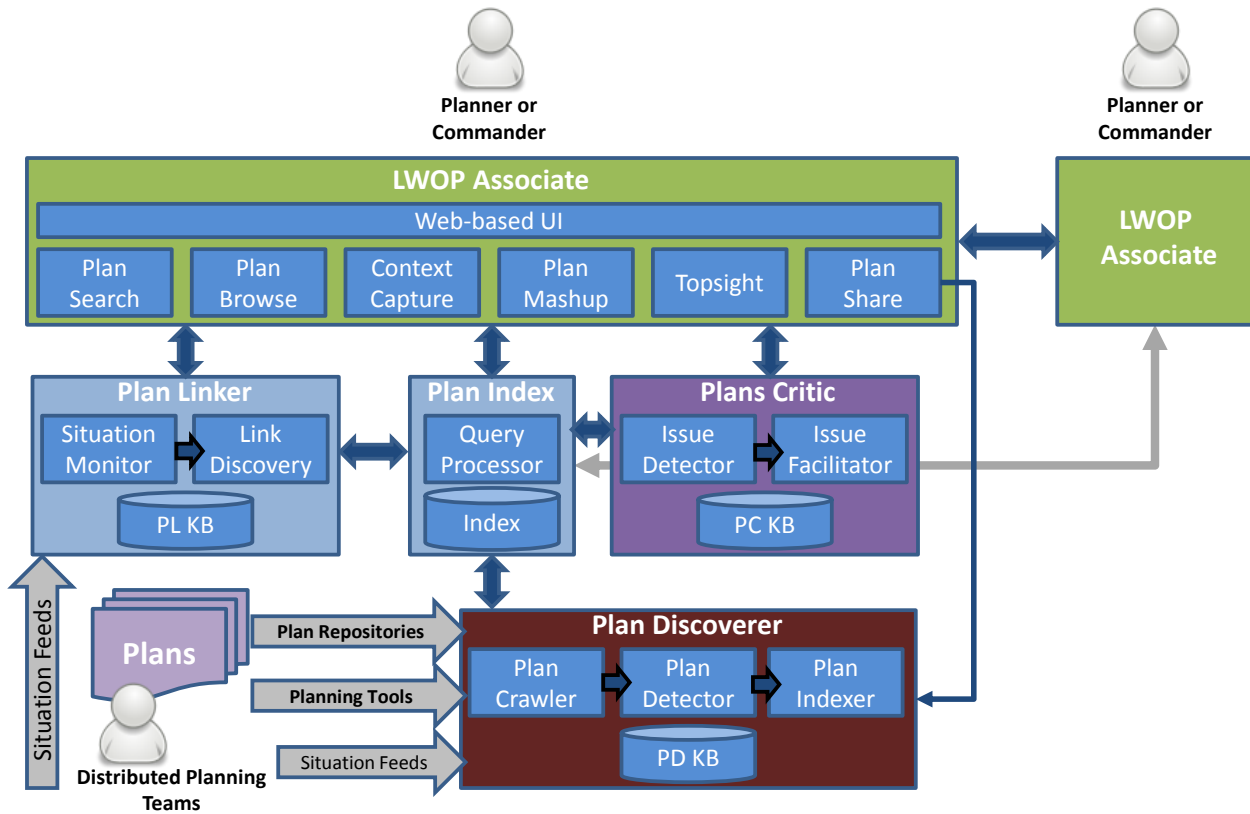 Planner or
Commander
Planner or
Commander
LWOP Associate
Web-based UI
Plan
Search
Plan
Browse
Context
Capture
Plan
Mashup
Topsight
Plan
Share
LWOP
Associate
Plan Linker
Situation
Monitor
Link
Discovery
PL KB
Plan Index
Query
Processor
Index
Plans Critic
Issue
Detector
Issue
Facilitator
PC KB
Situation Feeds
Plans
Distributed Planning
Teams
Plan Repositories
Planning Tools
Situation Feeds
Plan Discoverer
Plan
Crawler
Plan
Detector
Plan
Indexer
PD KB